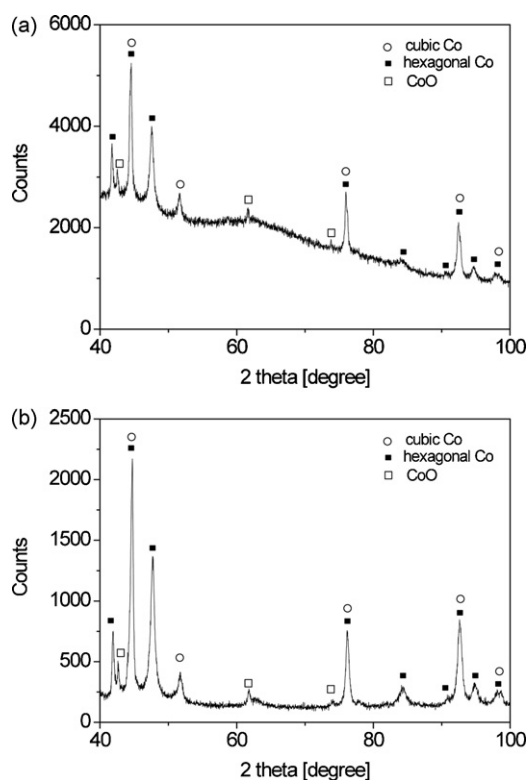 (a)
6000
4000
2000
0
Counts
○ cubic Co
■ hexagonal Co
□ CoO
40 60 80 100
2 theta [degree]
(b)
2500
2000
1500
1000
500
0
Counts
○ cubic Co
■ hexagonal Co
□ CoO
40 60 80 100
2 theta [degree]